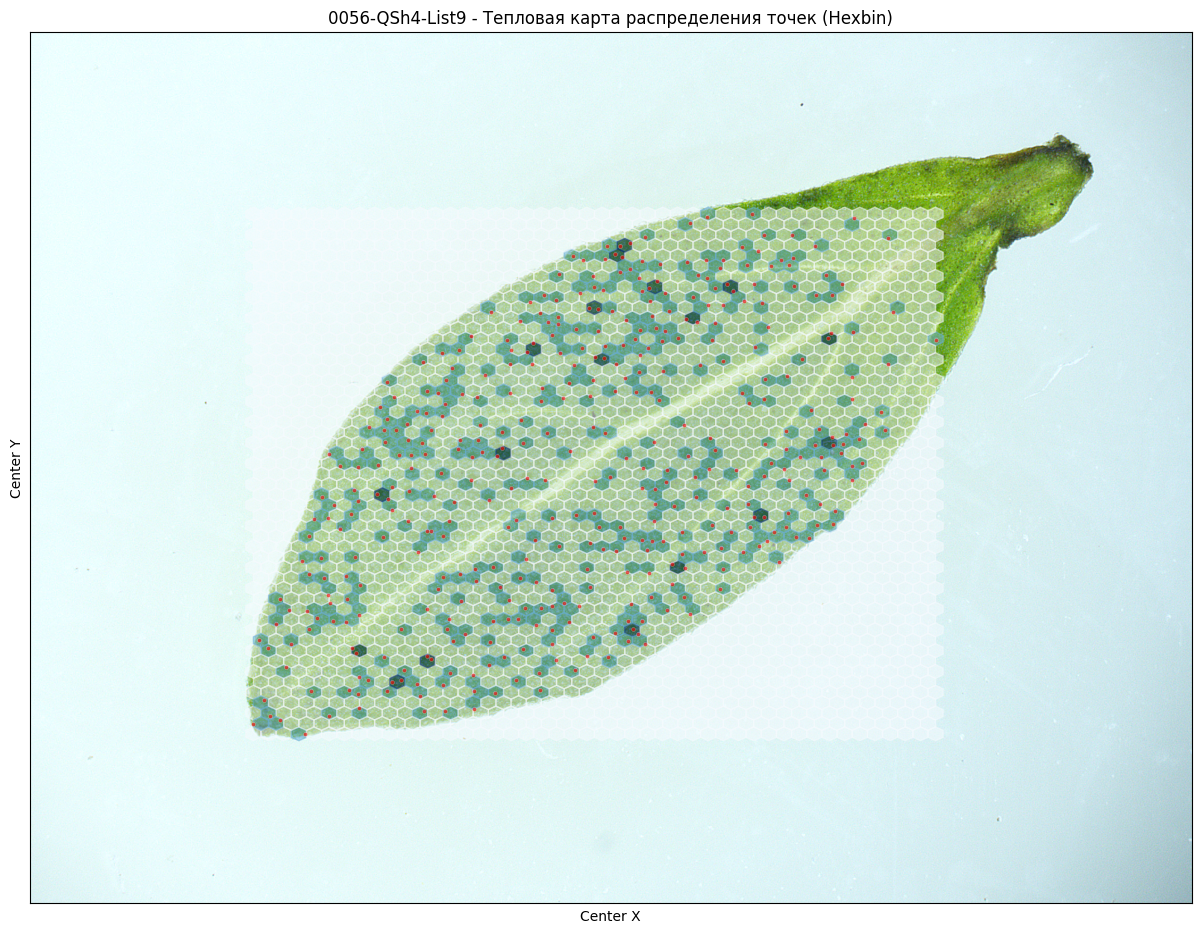 0056-QSh4-List9 - Тепловая карта распределения точек (Hexbin)
Center Y
Center X